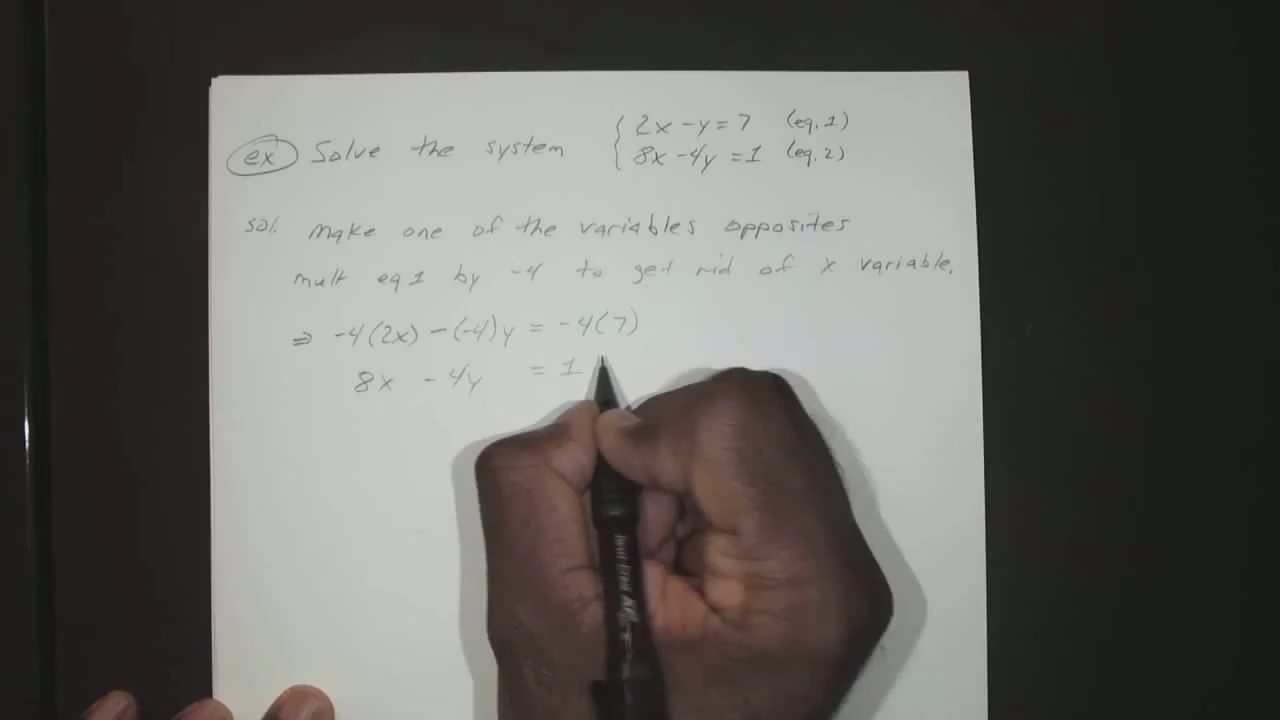 ex Solve the system { 2x - y = 7 (eq. 1)
8x - 4y = 1 (eq. 2)
sol. Make one of the variables opposites
mult eq 1 by -4 to get rid of x variable.
⇒ -4(2x) - (-4)y = -4(7)
8x - 4y = 1